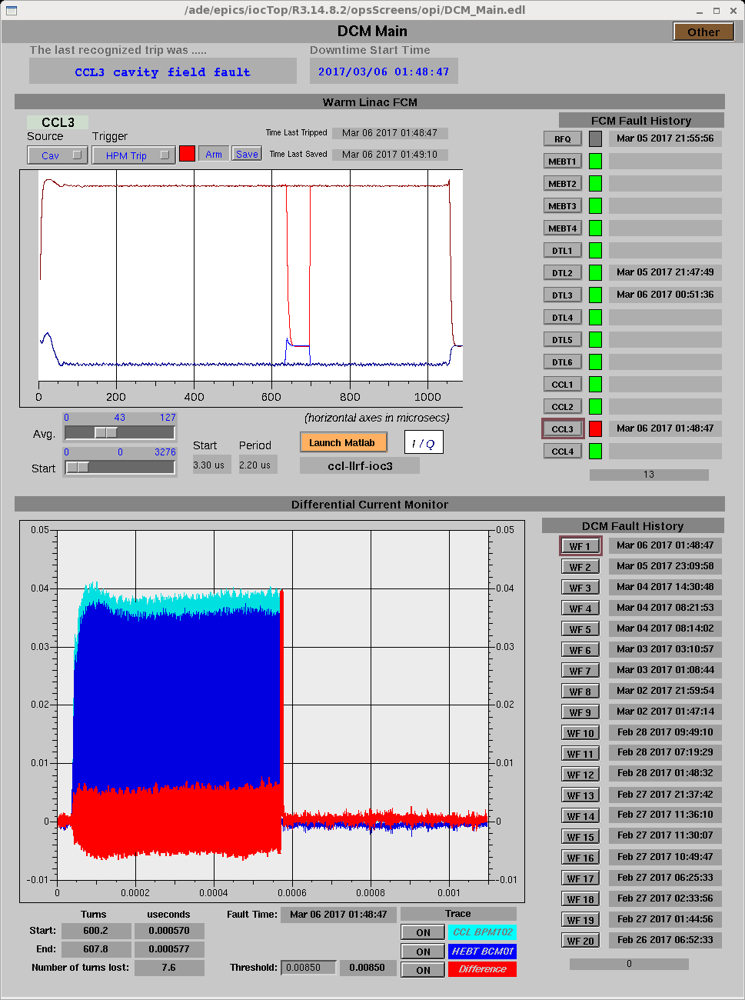 /ade/epics/iocTop/R3.14.8.2/opsScreens/opi/DCM_Main.edl
DCM Main
Other
The last recognized trip was .....
Downtime Start Time
CCL3 cavity field fault
2017/03/06 01:48:47
Warm Linac FCM
CCL3
Source
Trigger
Cav
HPM Trip
Arm
Save
Time Last Tripped
Mar 06 2017 01:48:47
Time Last Saved
Mar 06 2017 01:49:10
0 200 400 600 800 1000
(horizontal axes in microsecs)
Avg.
0 43 127
Start
0 0 3276
Start
Period
3.30 us
2.20 us
Launch Matlab
I / Q
ccl-llrf-ioc3
FCM Fault History
RFQ Mar 05 2017 21:55:56
MEBT1
MEBT2
MEBT3
MEBT4
DTL1
DTL2 Mar 05 2017 21:47:49
DTL3 Mar 06 2017 00:51:36
DTL4
DTL5
DTL6
CCL1
CCL2
CCL3 Mar 06 2017 01:48:47
CCL4
13
Differential Current Monitor
0.05 0.05
0.04 0.04
0.03 0.03
0.02 0.02
0.01 0.01
0 0
-0.01 -0.01
0 0.0002 0.0004 0.0006 0.0008 0.001
Turns
useconds
Start: 600.2 0.000570
End: 607.8 0.000577
Number of turns lost: 7.6
Fault Time: Mar 06 2017 01:48:47
Threshold: 0.00850 0.00850
Trace
ON CCL BPM102
ON HEBT BCM01
ON Difference
DCM Fault History
WF 1 Mar 06 2017 01:48:47
WF 2 Mar 05 2017 23:09:58
WF 3 Mar 04 2017 14:30:48
WF 4 Mar 04 2017 08:21:53
WF 5 Mar 04 2017 08:14:02
WF 6 Mar 03 2017 03:10:57
WF 7 Mar 03 2017 01:08:44
WF 8 Mar 02 2017 21:59:54
WF 9 Mar 02 2017 01:47:14
WF 10 Feb 28 2017 09:49:10
WF 11 Feb 28 2017 07:19:29
WF 12 Feb 28 2017 01:48:32
WF 13 Feb 27 2017 21:37:42
WF 14 Feb 27 2017 11:36:10
WF 15 Feb 27 2017 11:30:07
WF 16 Feb 27 2017 10:49:47
WF 17 Feb 27 2017 06:25:33
WF 18 Feb 27 2017 02:33:56
WF 19 Feb 27 2017 01:44:56
WF 20 Feb 26 2017 06:52:33
0